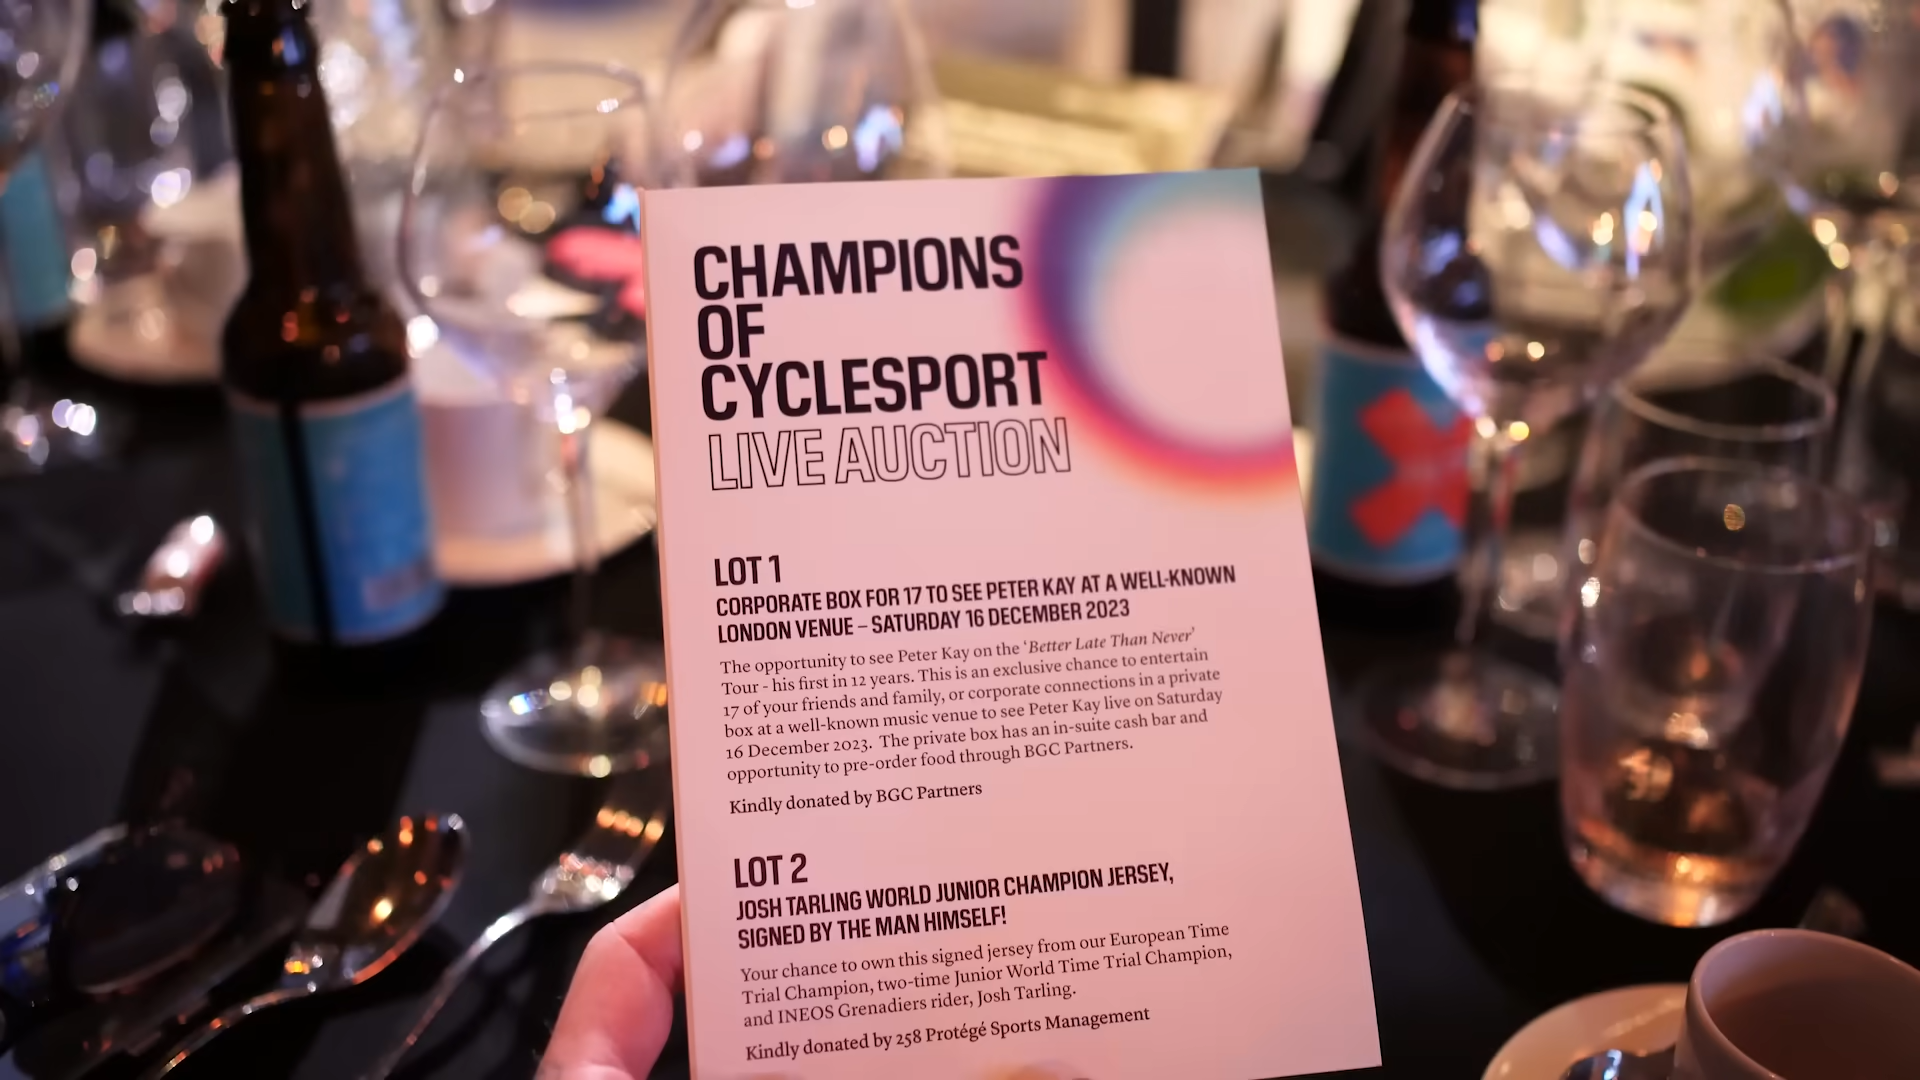 CHAMPIONS
OF
CYCLESPORT
LIVE AUCTION
LOT 1
CORPORATE BOX FOR 17 TO SEE PETER KAY AT A WELL-KNOWN
LONDON VENUE – SATURDAY 16 DECEMBER 2023
The opportunity to see Peter Kay on the ‘Better Late Than Never’
Tour - his first in 12 years. This is an exclusive chance to entertain
17 of your friends and family, or corporate connections in a private
box at a well-known music venue to see Peter Kay live on Saturday
16 December 2023. The private box has an in-suite cash bar and
opportunity to pre-order food through BGC Partners.
Kindly donated by BGC Partners
LOT 2
JOSH TARLING WORLD JUNIOR CHAMPION JERSEY,
SIGNED BY THE MAN HIMSELF!
Your chance to own this signed jersey from our European Time
Trial Champion, two-time Junior World Time Trial Champion,
and INEOS Grenadiers rider, Josh Tarling.
Kindly donated by 258 Protégé Sports Management